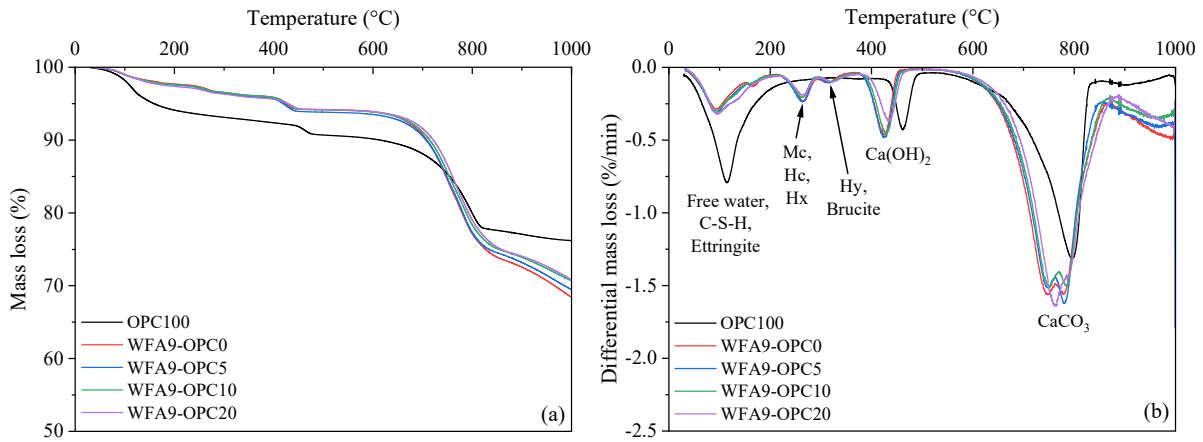 Temperature (°C)
0 200 400 600 800 1000
100
90
80
70
60
50
Mass loss (%)
OPC100
WFA9-OPC0
WFA9-OPC5
WFA9-OPC10
WFA9-OPC20
(a)
Temperature (°C)
0 200 400 600 800 1000
0.0
-0.5
-1.0
-1.5
-2.0
-2.5
Differential mass loss (%/min)
Free water,
C-S-H,
Ettringite
Mc,
Hc,
Hx
Hy,
Brucite
Ca(OH)₂
CaCO₃
OPC100
WFA9-OPC0
WFA9-OPC5
WFA9-OPC10
WFA9-OPC20
(b)